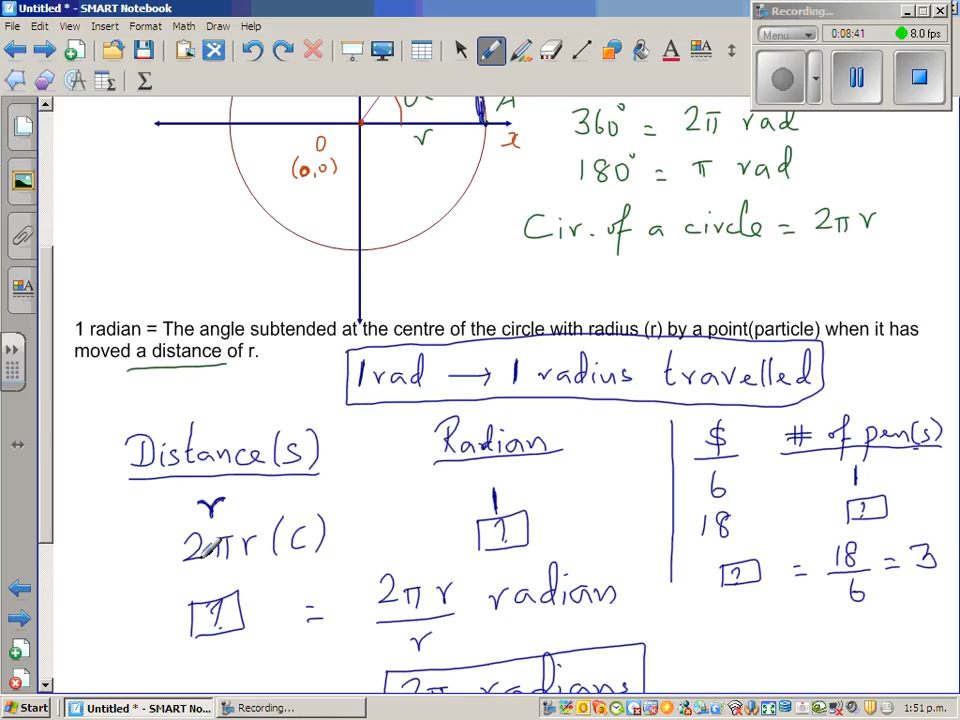 Untitled * - SMART Notebook
File Edit View Insert Format Math Draw Help
Recording...
Menu 0:08:41 8.0 fps
A
r
x
0
(0,0)
360° = 2π rad
180° = π rad
Cir. of a circle = 2πr
1 radian = The angle subtended at the centre of the circle with radius (r) by a point(particle) when it has
moved a distance of r.
1 rad → 1 radius travelled
Distance(s) Radian
r 1
2πr (C) ?
? = 2πr / r radian
2π radians
$ # of pen(s)
6 1
18 ?
? = 18 / 6 = 3
Start Untitled * - SMART No... Recording... 1:51 p.m.